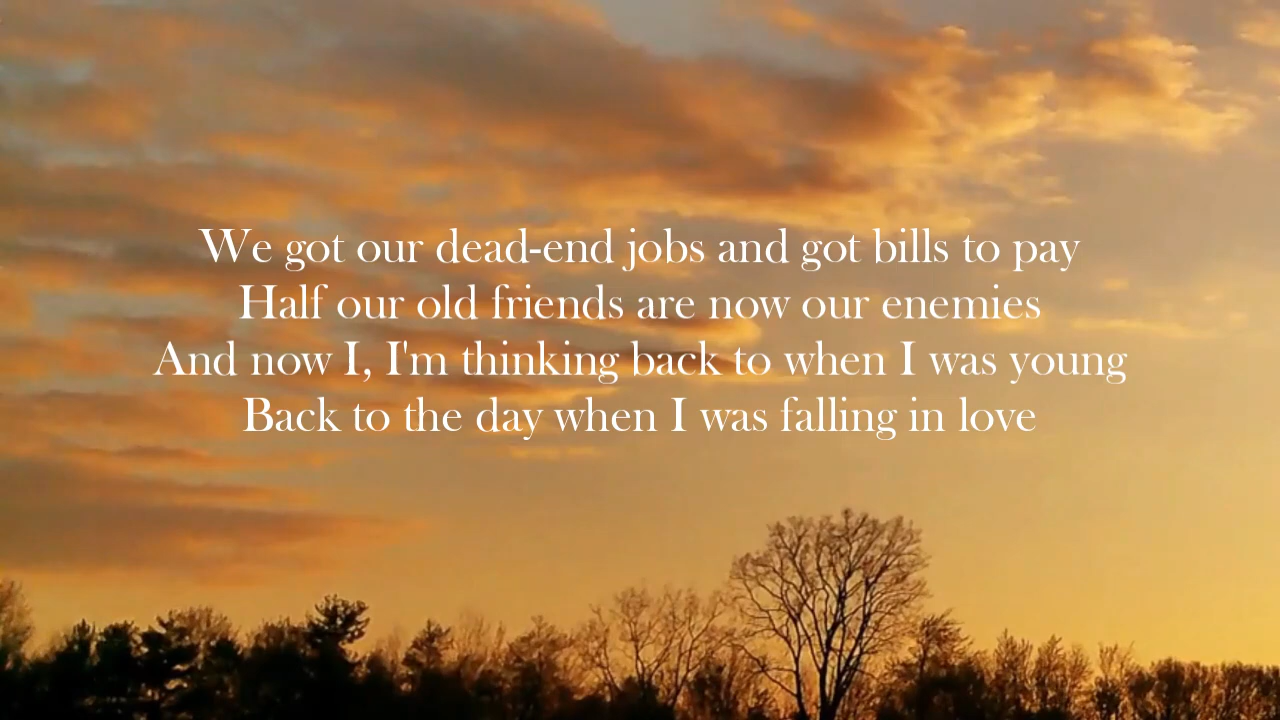 We got our dead-end jobs and got bills to pay
Half our old friends are now our enemies
And now I, I'm thinking back to when I was young
Back to the day when I was falling in love